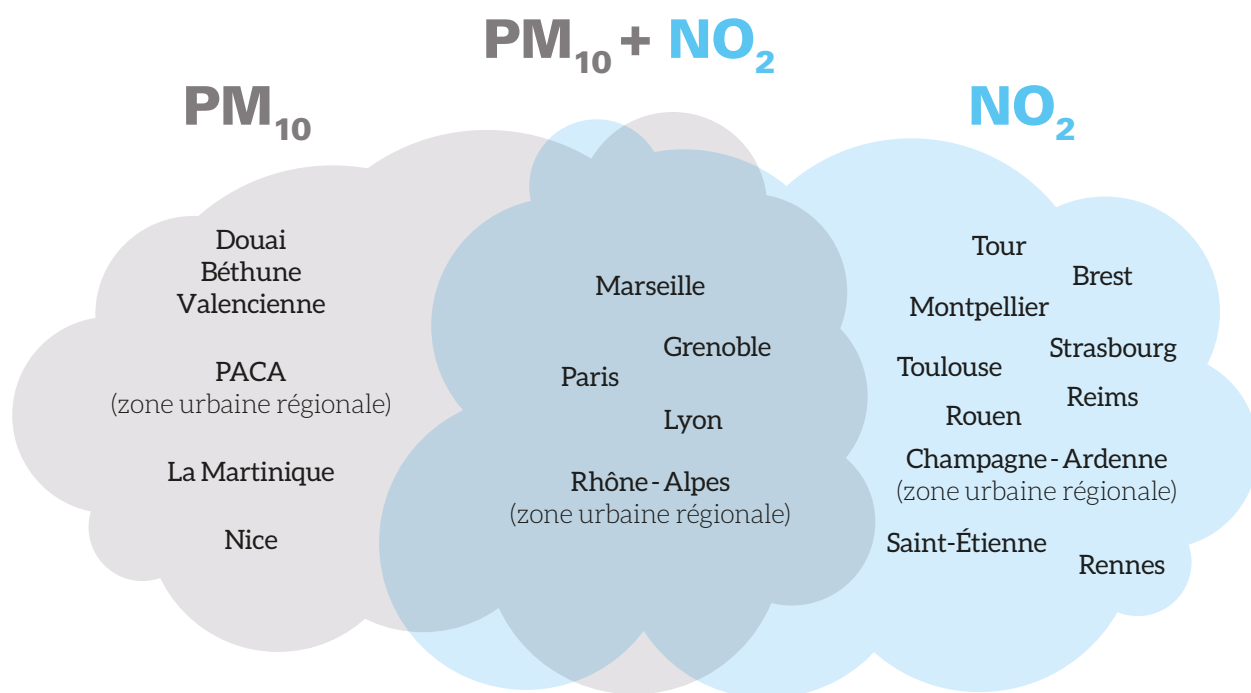 PM10 + NO2
PM10
NO2
Douai
Béthune
Valencienne
PACA
(zone urbaine régionale)
La Martinique
Nice
Marseille
Grenoble
Paris
Lyon
Rhône-Alpes
(zone urbaine régionale)
Tour
Brest
Montpellier
Strasbourg
Toulouse
Reims
Rouen
Champagne-Ardenne
(zone urbaine régionale)
Saint-Étienne
Rennes